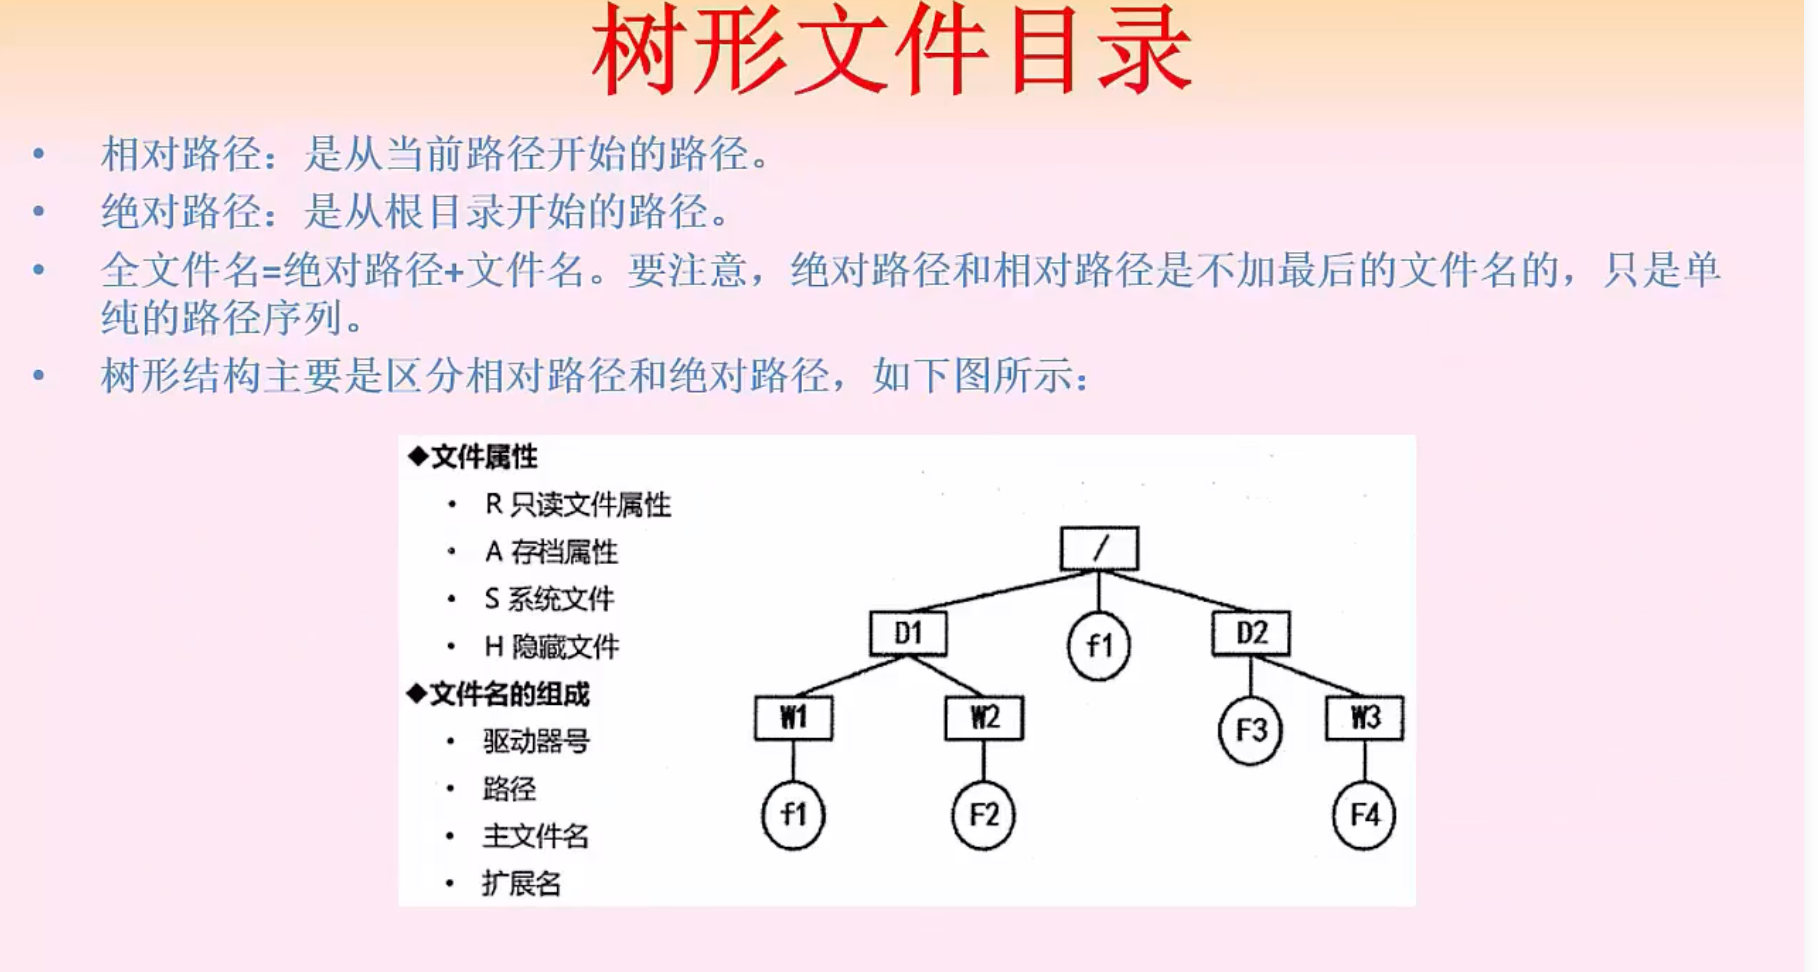 树形文件目录
• 相对路径：是从当前路径开始的路径。
• 绝对路径：是从根目录开始的路径。
• 全文件名=绝对路径+文件名。要注意，绝对路径和相对路径是不加最后的文件名的，只是单
纯的路径序列。
• 树形结构主要是区分相对路径和绝对路径，如下图所示：
◆文件属性
• R 只读文件属性
• A 存档属性
• S 系统文件
• H 隐藏文件
◆文件名的组成
• 驱动器号
• 路径
• 主文件名
• 扩展名
/
D1 f1 D2
W1 W2 F3 W3
f1 F2 F4